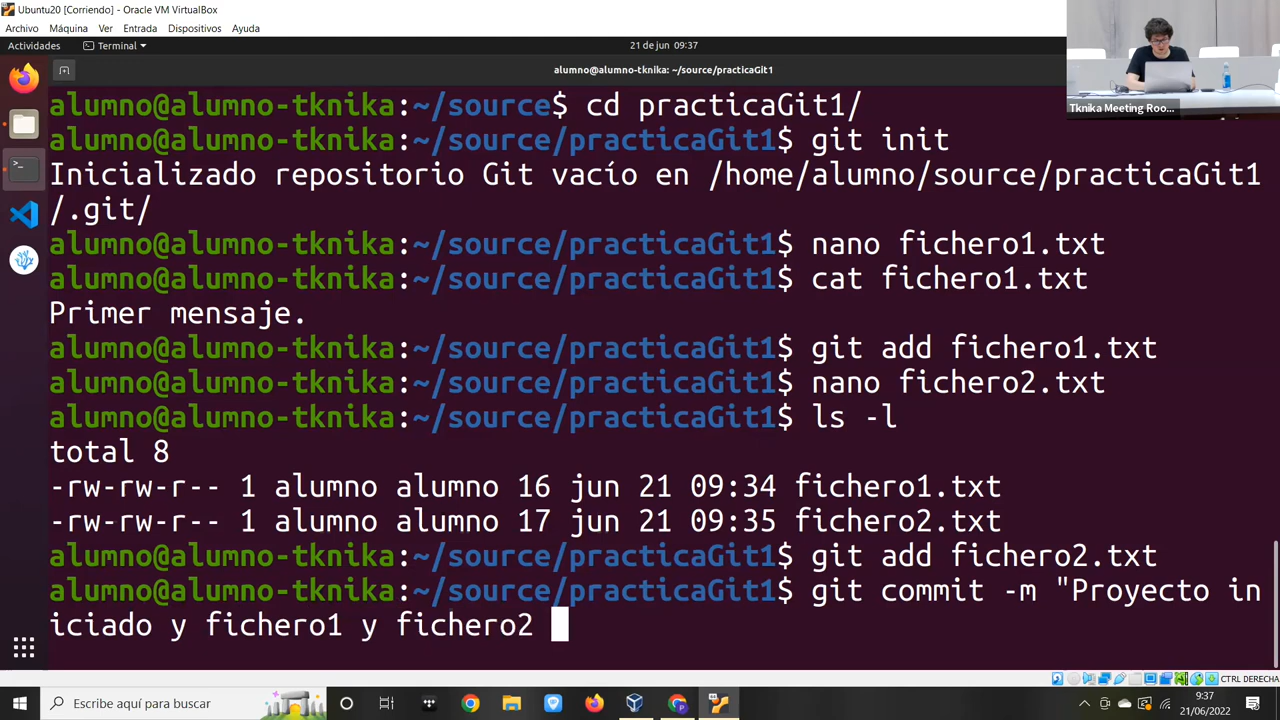 Ubuntu20 [Corriendo] - Oracle VM VirtualBox
Archivo Máquina Ver Entrada Dispositivos Ayuda
Actividades Terminal 21 de jun 09:37
alumno@alumno-tknika: ~/source/practicaGit1
Tknika Meeting Roo...
alumno@alumno-tknika:~/source$ cd practicaGit1/
alumno@alumno-tknika:~/source/practicaGit1$ git init
Inicializado repositorio Git vacío en /home/alumno/source/practicaGit1
/.git/
alumno@alumno-tknika:~/source/practicaGit1$ nano fichero1.txt
alumno@alumno-tknika:~/source/practicaGit1$ cat fichero1.txt
Primer mensaje.
alumno@alumno-tknika:~/source/practicaGit1$ git add fichero1.txt
alumno@alumno-tknika:~/source/practicaGit1$ nano fichero2.txt
alumno@alumno-tknika:~/source/practicaGit1$ ls -l
total 8
-rw-rw-r-- 1 alumno alumno 16 jun 21 09:34 fichero1.txt
-rw-rw-r-- 1 alumno alumno 17 jun 21 09:35 fichero2.txt
alumno@alumno-tknika:~/source/practicaGit1$ git add fichero2.txt
alumno@alumno-tknika:~/source/practicaGit1$ git commit -m "Proyecto in
iciado y fichero1 y fichero2
CTRL DERECHA
Escribe aquí para buscar
9:37
21/06/2022